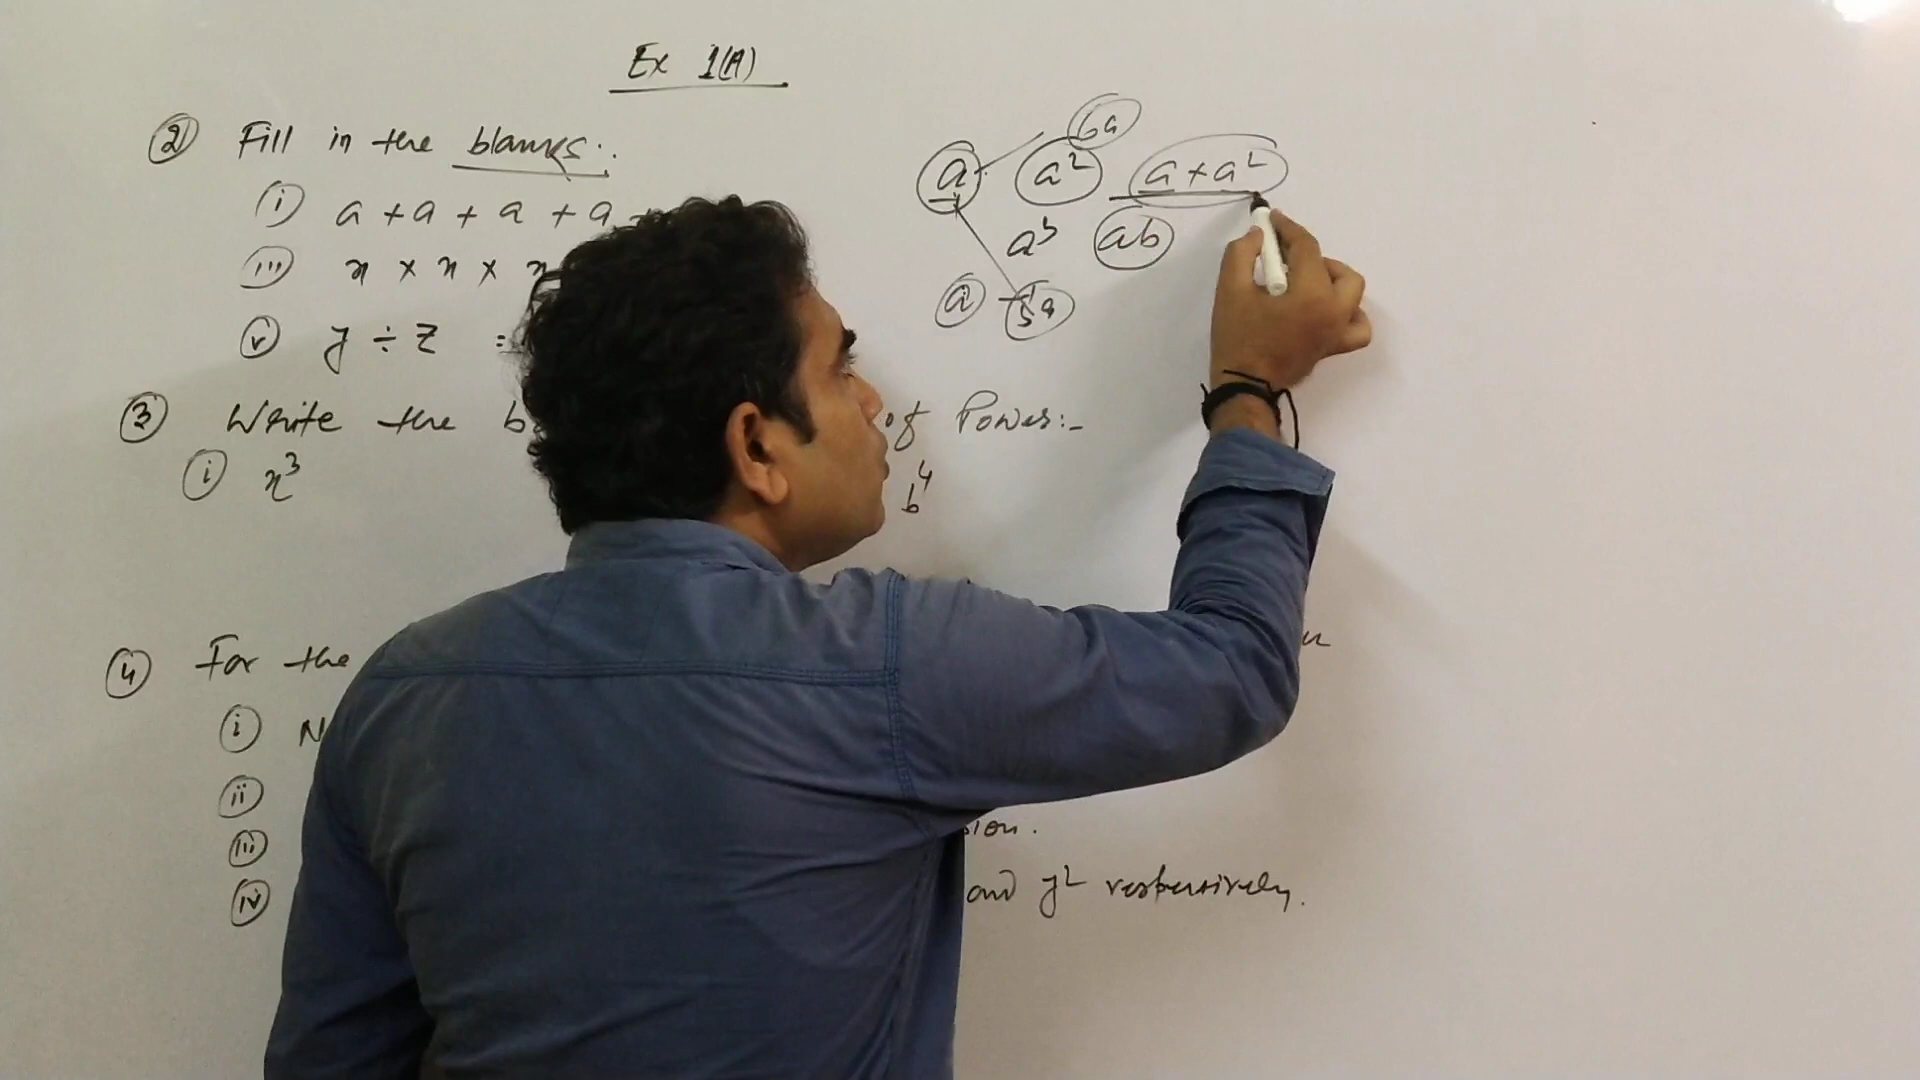 Ex 1(A)
② Fill in the blanks:.
(i) a + a + a + a +
(iii) x × x × x
(v) y ÷ z =
③ Write the b of Power:-
(i) x³ b⁴
④ For the
(i) N
(ii)
(iii) sion.
(iv) and y² respectively.
6a
a a² a + a²
a³ ab
a 5a